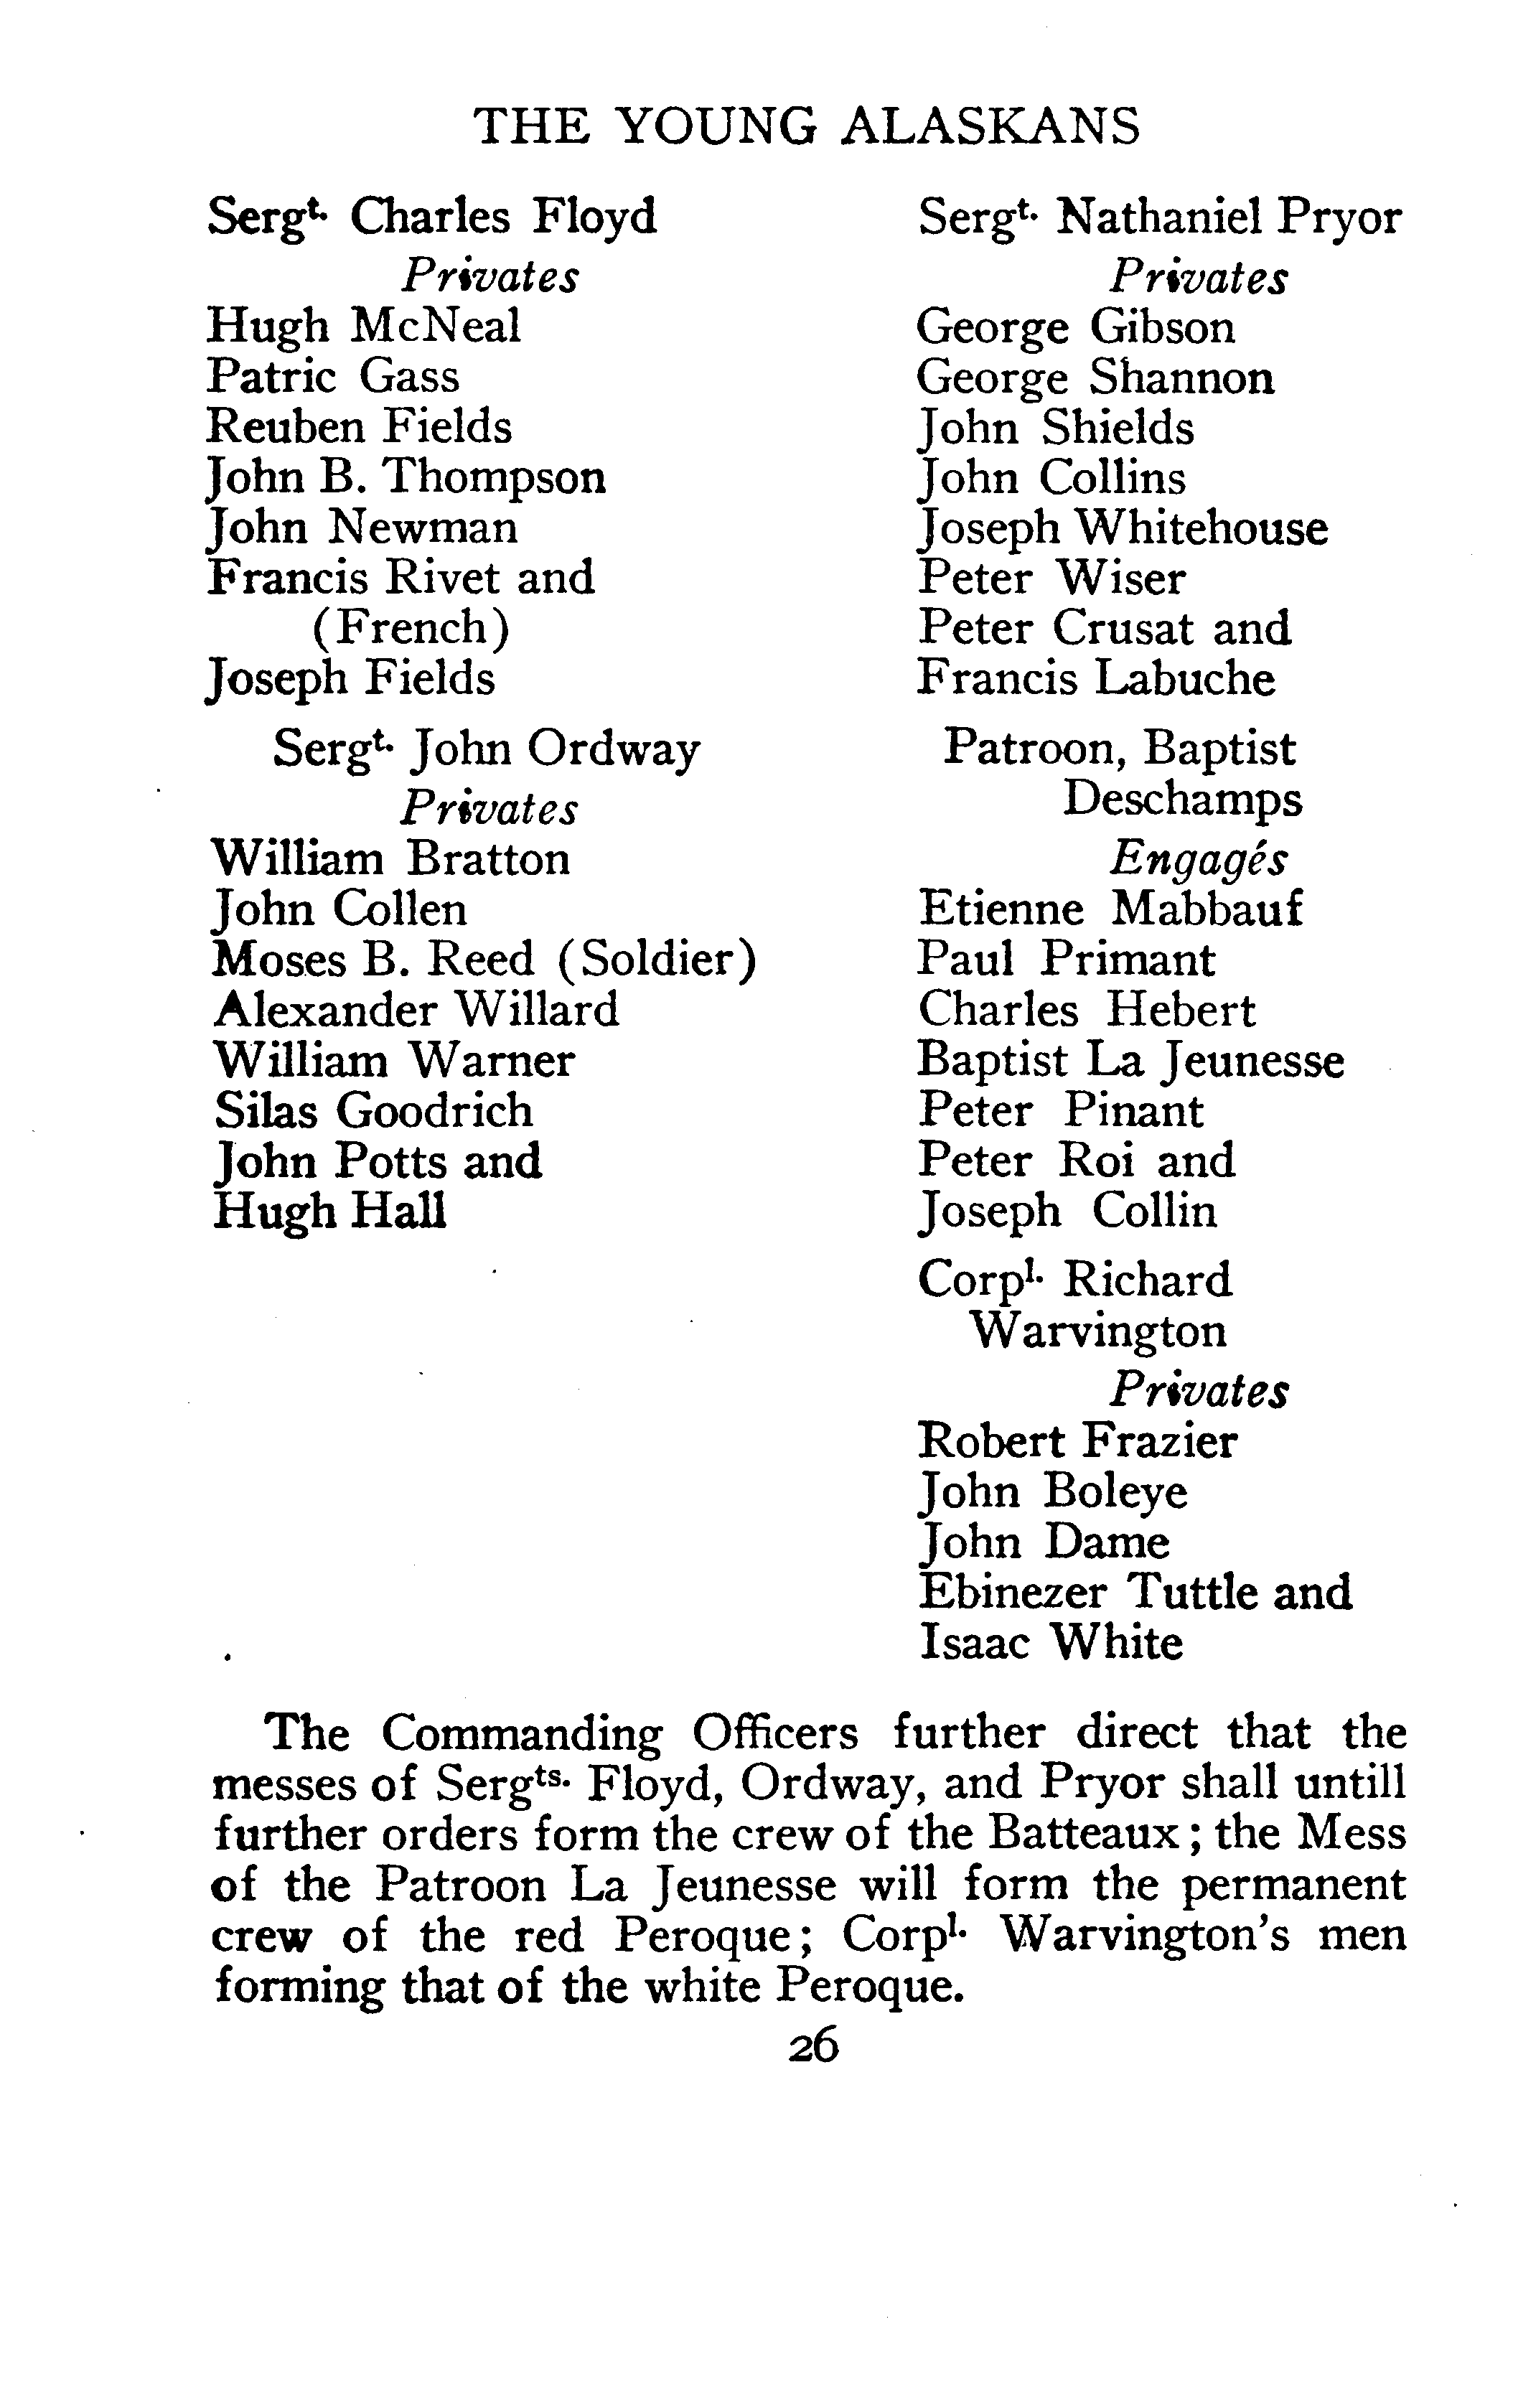 THE YOUNG ALASKANS
Sergt. Charles Floyd
Privates
Hugh McNeal
Patric Gass
Reuben Fields
John B. Thompson
John Newman
Francis Rivet and
(French)
Joseph Fields
Sergt. John Ordway
Privates
William Bratton
John Collen
Moses B. Reed (Soldier)
Alexander Willard
William Warner
Silas Goodrich
John Potts and
Hugh Hall
Sergt. Nathaniel Pryor
Privates
George Gibson
George Shannon
John Shields
John Collins
Joseph Whitehouse
Peter Wiser
Peter Crusat and
Francis Labuche
Patroon, Baptist
Deschamps
Engagés
Etienne Mabbauf
Paul Primant
Charles Hebert
Baptist La Jeunesse
Peter Pinant
Peter Roi and
Joseph Collin
Corpl. Richard
Warvington
Privates
Robert Frazier
John Boleye
John Dame
Ebinezer Tuttle and
Isaac White
The Commanding Officers further direct that the
messes of Sergts. Floyd, Ordway, and Pryor shall untill
further orders form the crew of the Batteaux; the Mess
of the Patroon La Jeunesse will form the permanent
crew of the red Peroque; Corpl. Warvington's men
forming that of the white Peroque.
26